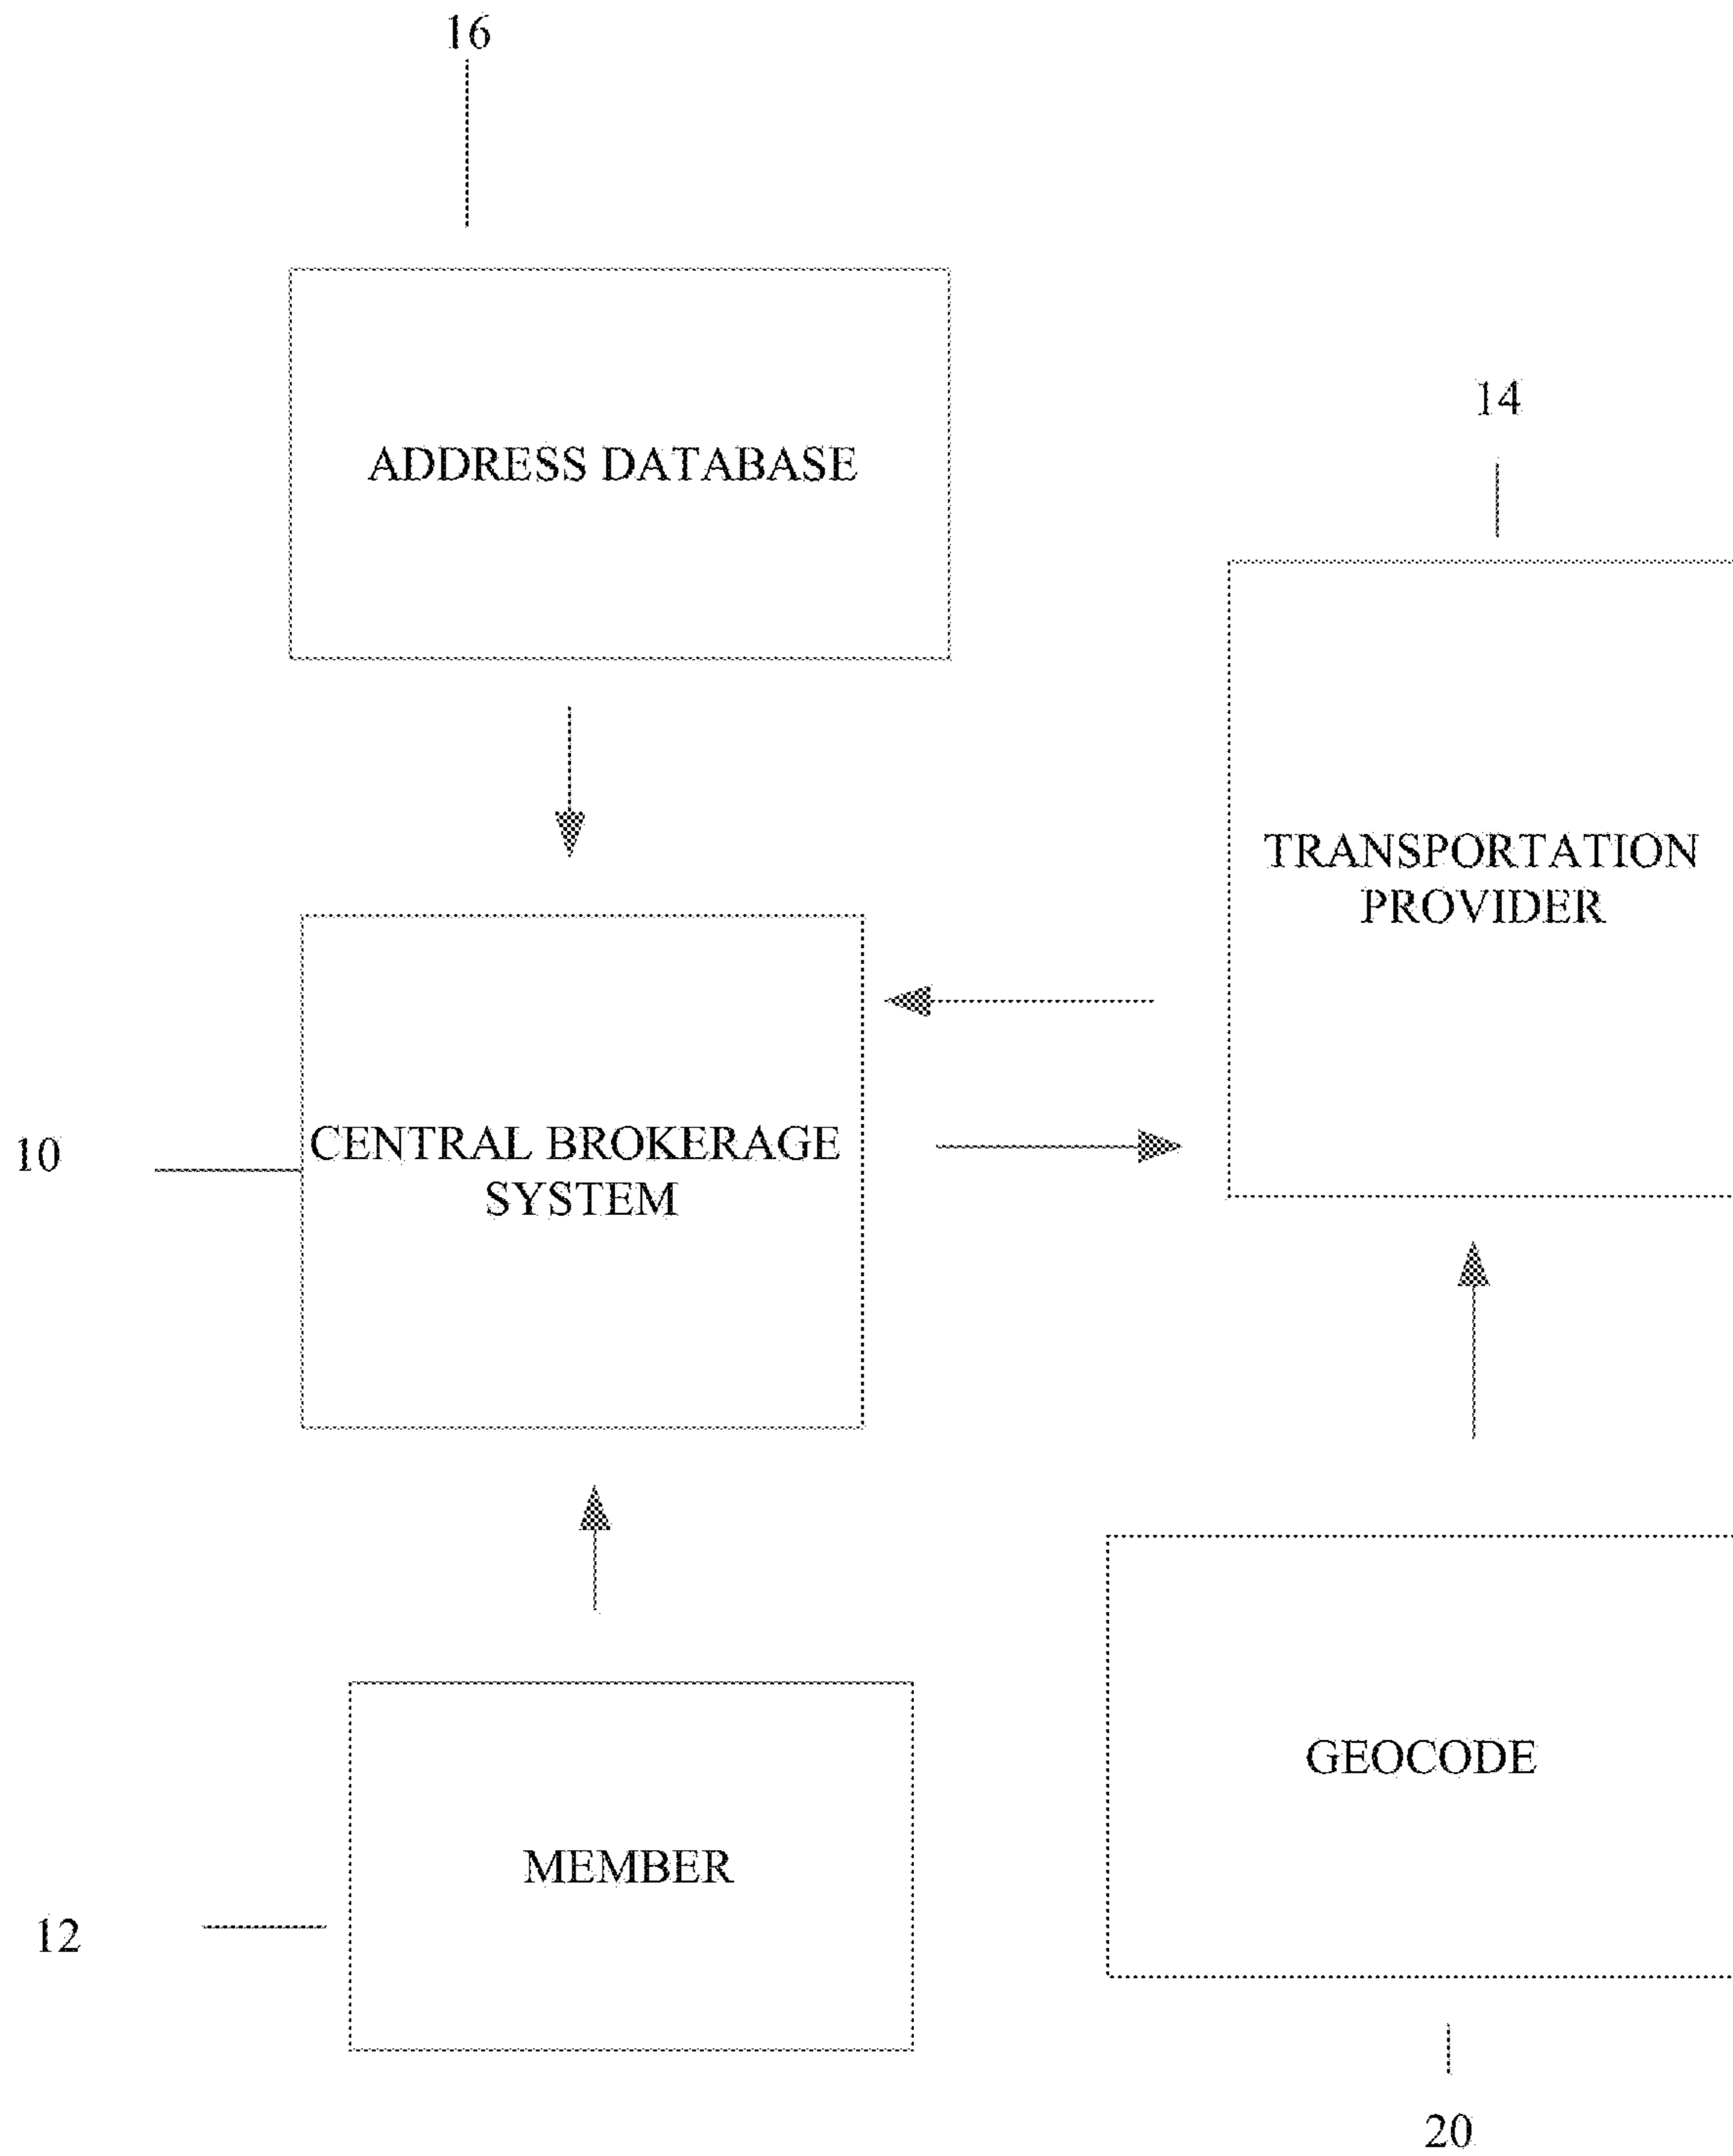 16
ADDRESS DATABASE
14
TRANSPORTATION
PROVIDER
10
CENTRAL BROKERAGE
SYSTEM
GEOCODE
MEMBER
12
20